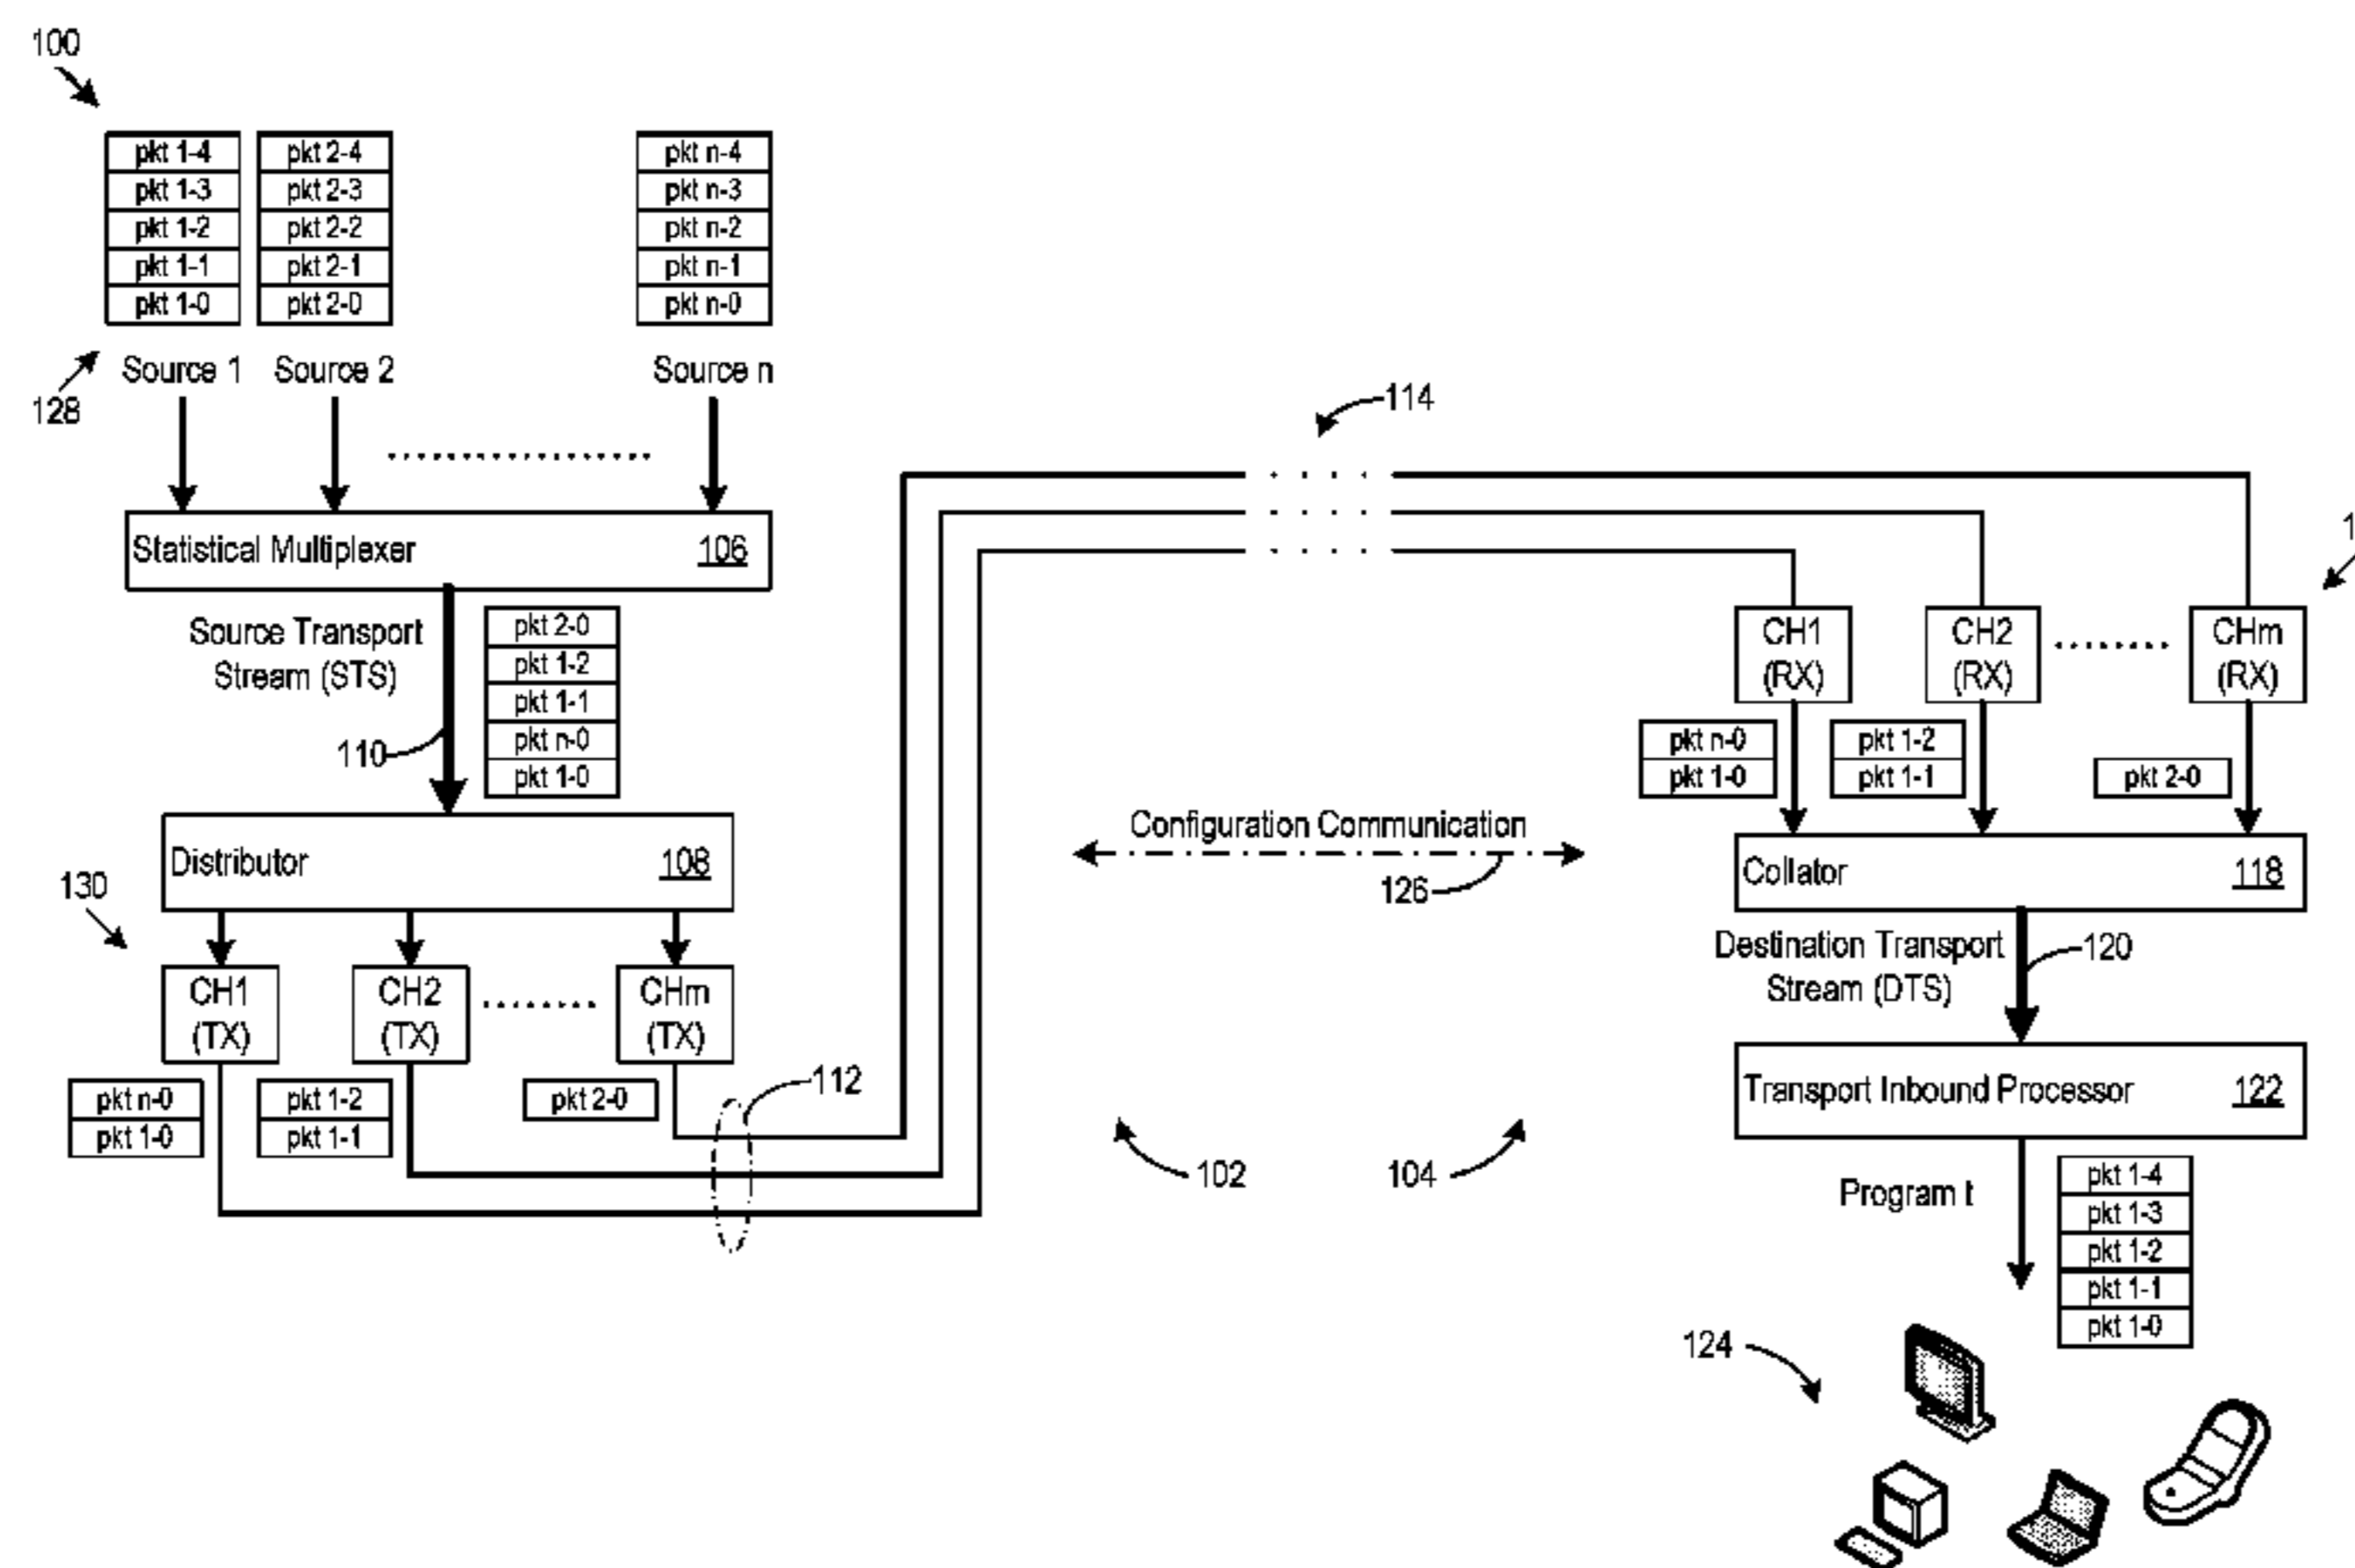 100
pkt 1-4
pkt 1-3
pkt 1-2
pkt 1-1
pkt 1-0
pkt 2-4
pkt 2-3
pkt 2-2
pkt 2-1
pkt 2-0
pkt n-4
pkt n-3
pkt n-2
pkt n-1
pkt n-0
128
Source 1
Source 2
Source n
Statistical Multiplexer 106
Source Transport
Stream (STS)
110
pkt 2-0
pkt 1-2
pkt 1-1
pkt n-0
pkt 1-0
Distributor 108
130
CH1
(TX)
CH2
(TX)
CHm
(TX)
pkt n-0
pkt 1-0
pkt 1-2
pkt 1-1
pkt 2-0
112
114
Configuration Communication
126
102
104
CH1
(RX)
CH2
(RX)
CHm
(RX)
pkt n-0
pkt 1-0
pkt 1-2
pkt 1-1
pkt 2-0
Collator 118
Destination Transport
Stream (DTS)
120
Transport Inbound Processor 122
Program t
pkt 1-4
pkt 1-3
pkt 1-2
pkt 1-1
pkt 1-0
124